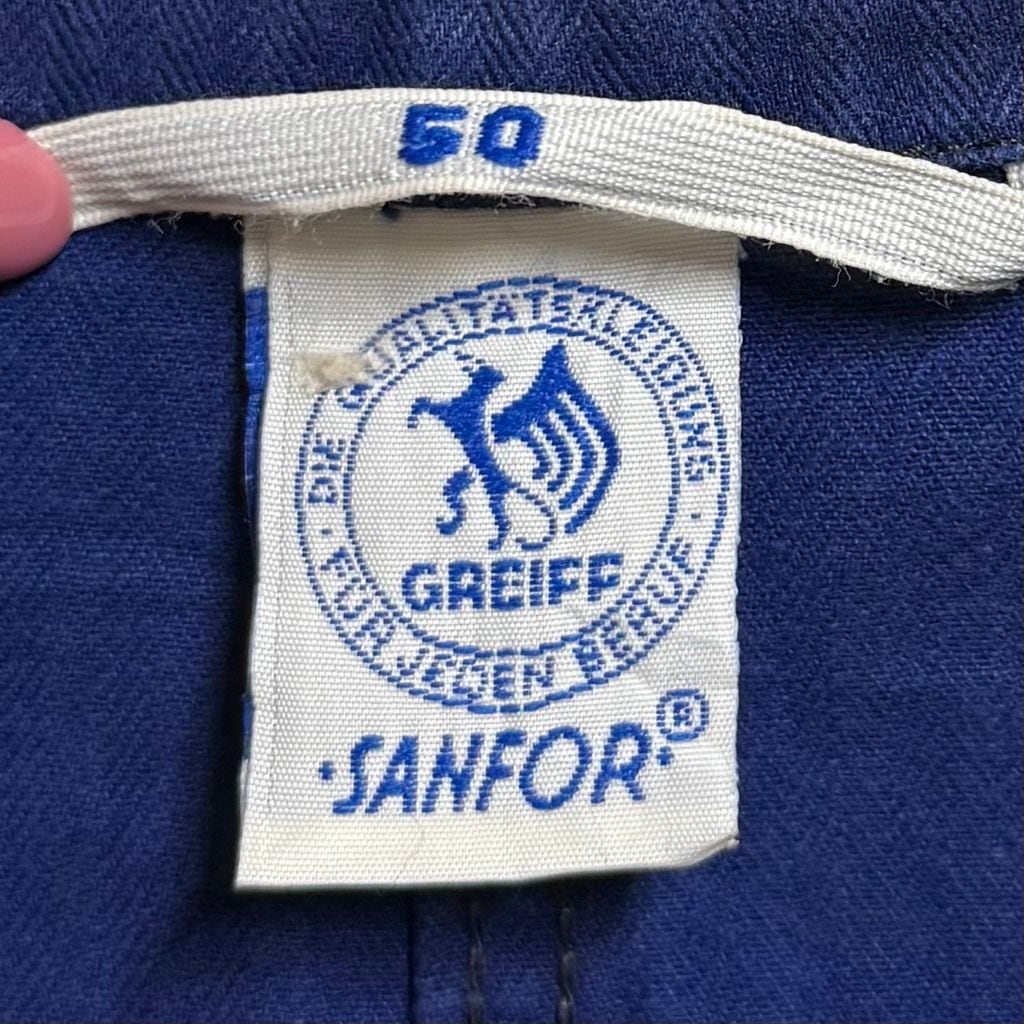 50
DIE QUALITÄTSKLEIDUNG
GREIFF
· FÜR JEDEN BERUF ·
·SANFOR·®